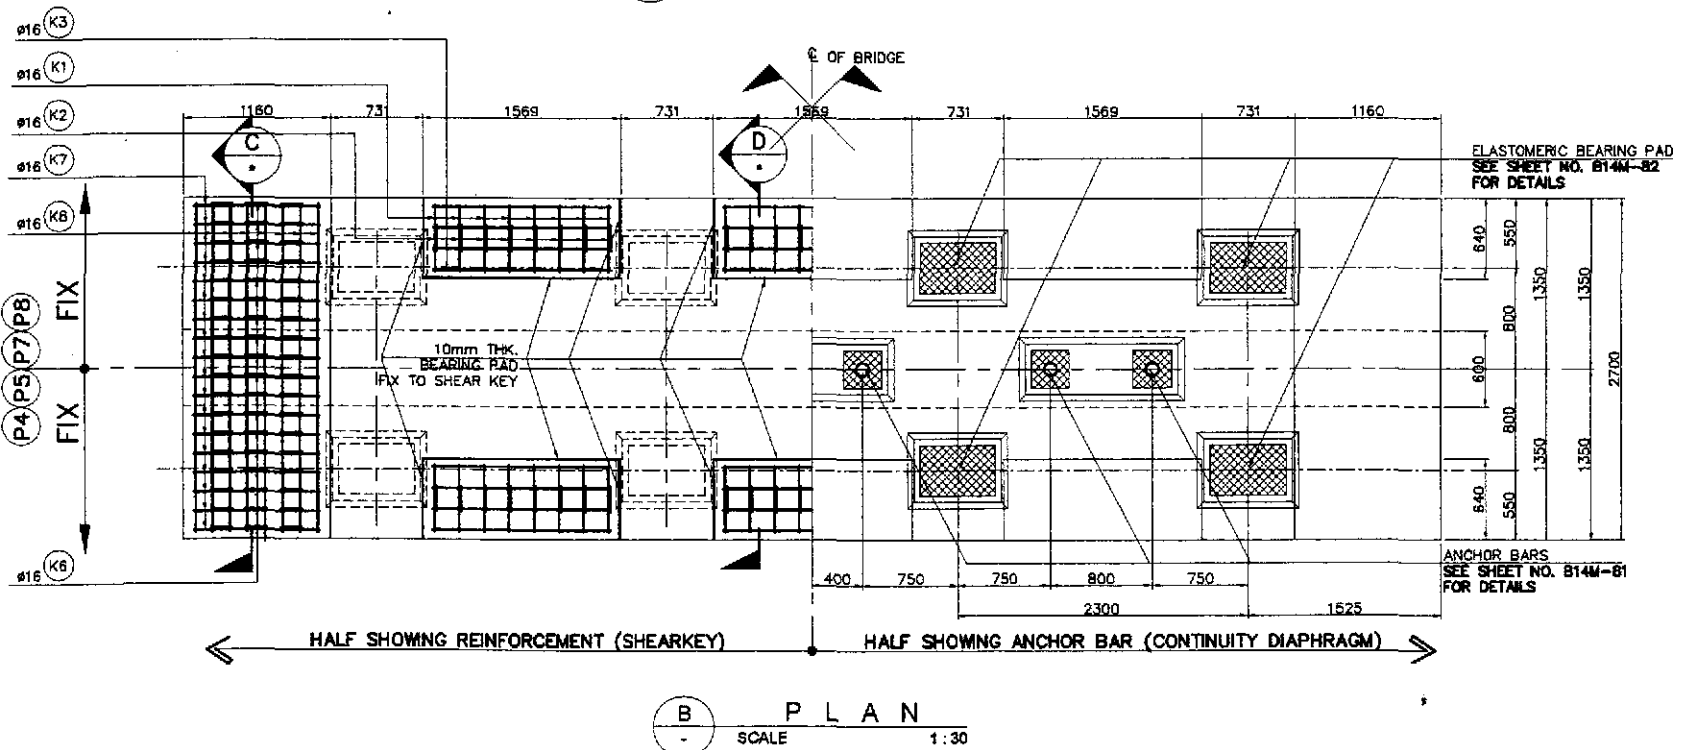 ø16 K3
ø16 K1
ø16 K2
ø16 K7
ø16 K8
℄ OF BRIDGE
1160 731 1569 731 1569 731 1569 731 1160
C
*
D
*
ELASTOMERIC BEARING PAD
SEE SHEET NO. B14M-82
FOR DETAILS
FIX
FIX
P4 P5 P7 P8
10mm THK.
BEARING PAD
FIX TO SHEAR KEY
640
600
640
550
800
800
550
1350
1350
1350
1350
2700
ø16 K6
ANCHOR BARS
SEE SHEET NO. B14M-81
FOR DETAILS
400 750 750 800 750
2300 1525
HALF SHOWING REINFORCEMENT (SHEARKEY)
HALF SHOWING ANCHOR BAR (CONTINUITY DIAPHRAGM)
B
-
PLAN
SCALE 1:30